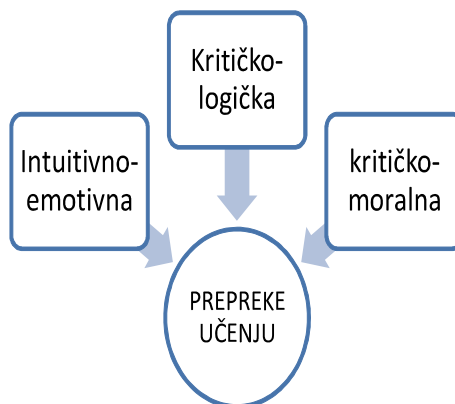 Kritičko-
logička
Intuitivno-
emotivna
kritičko-
moralna
PREPREKE
UČENJU